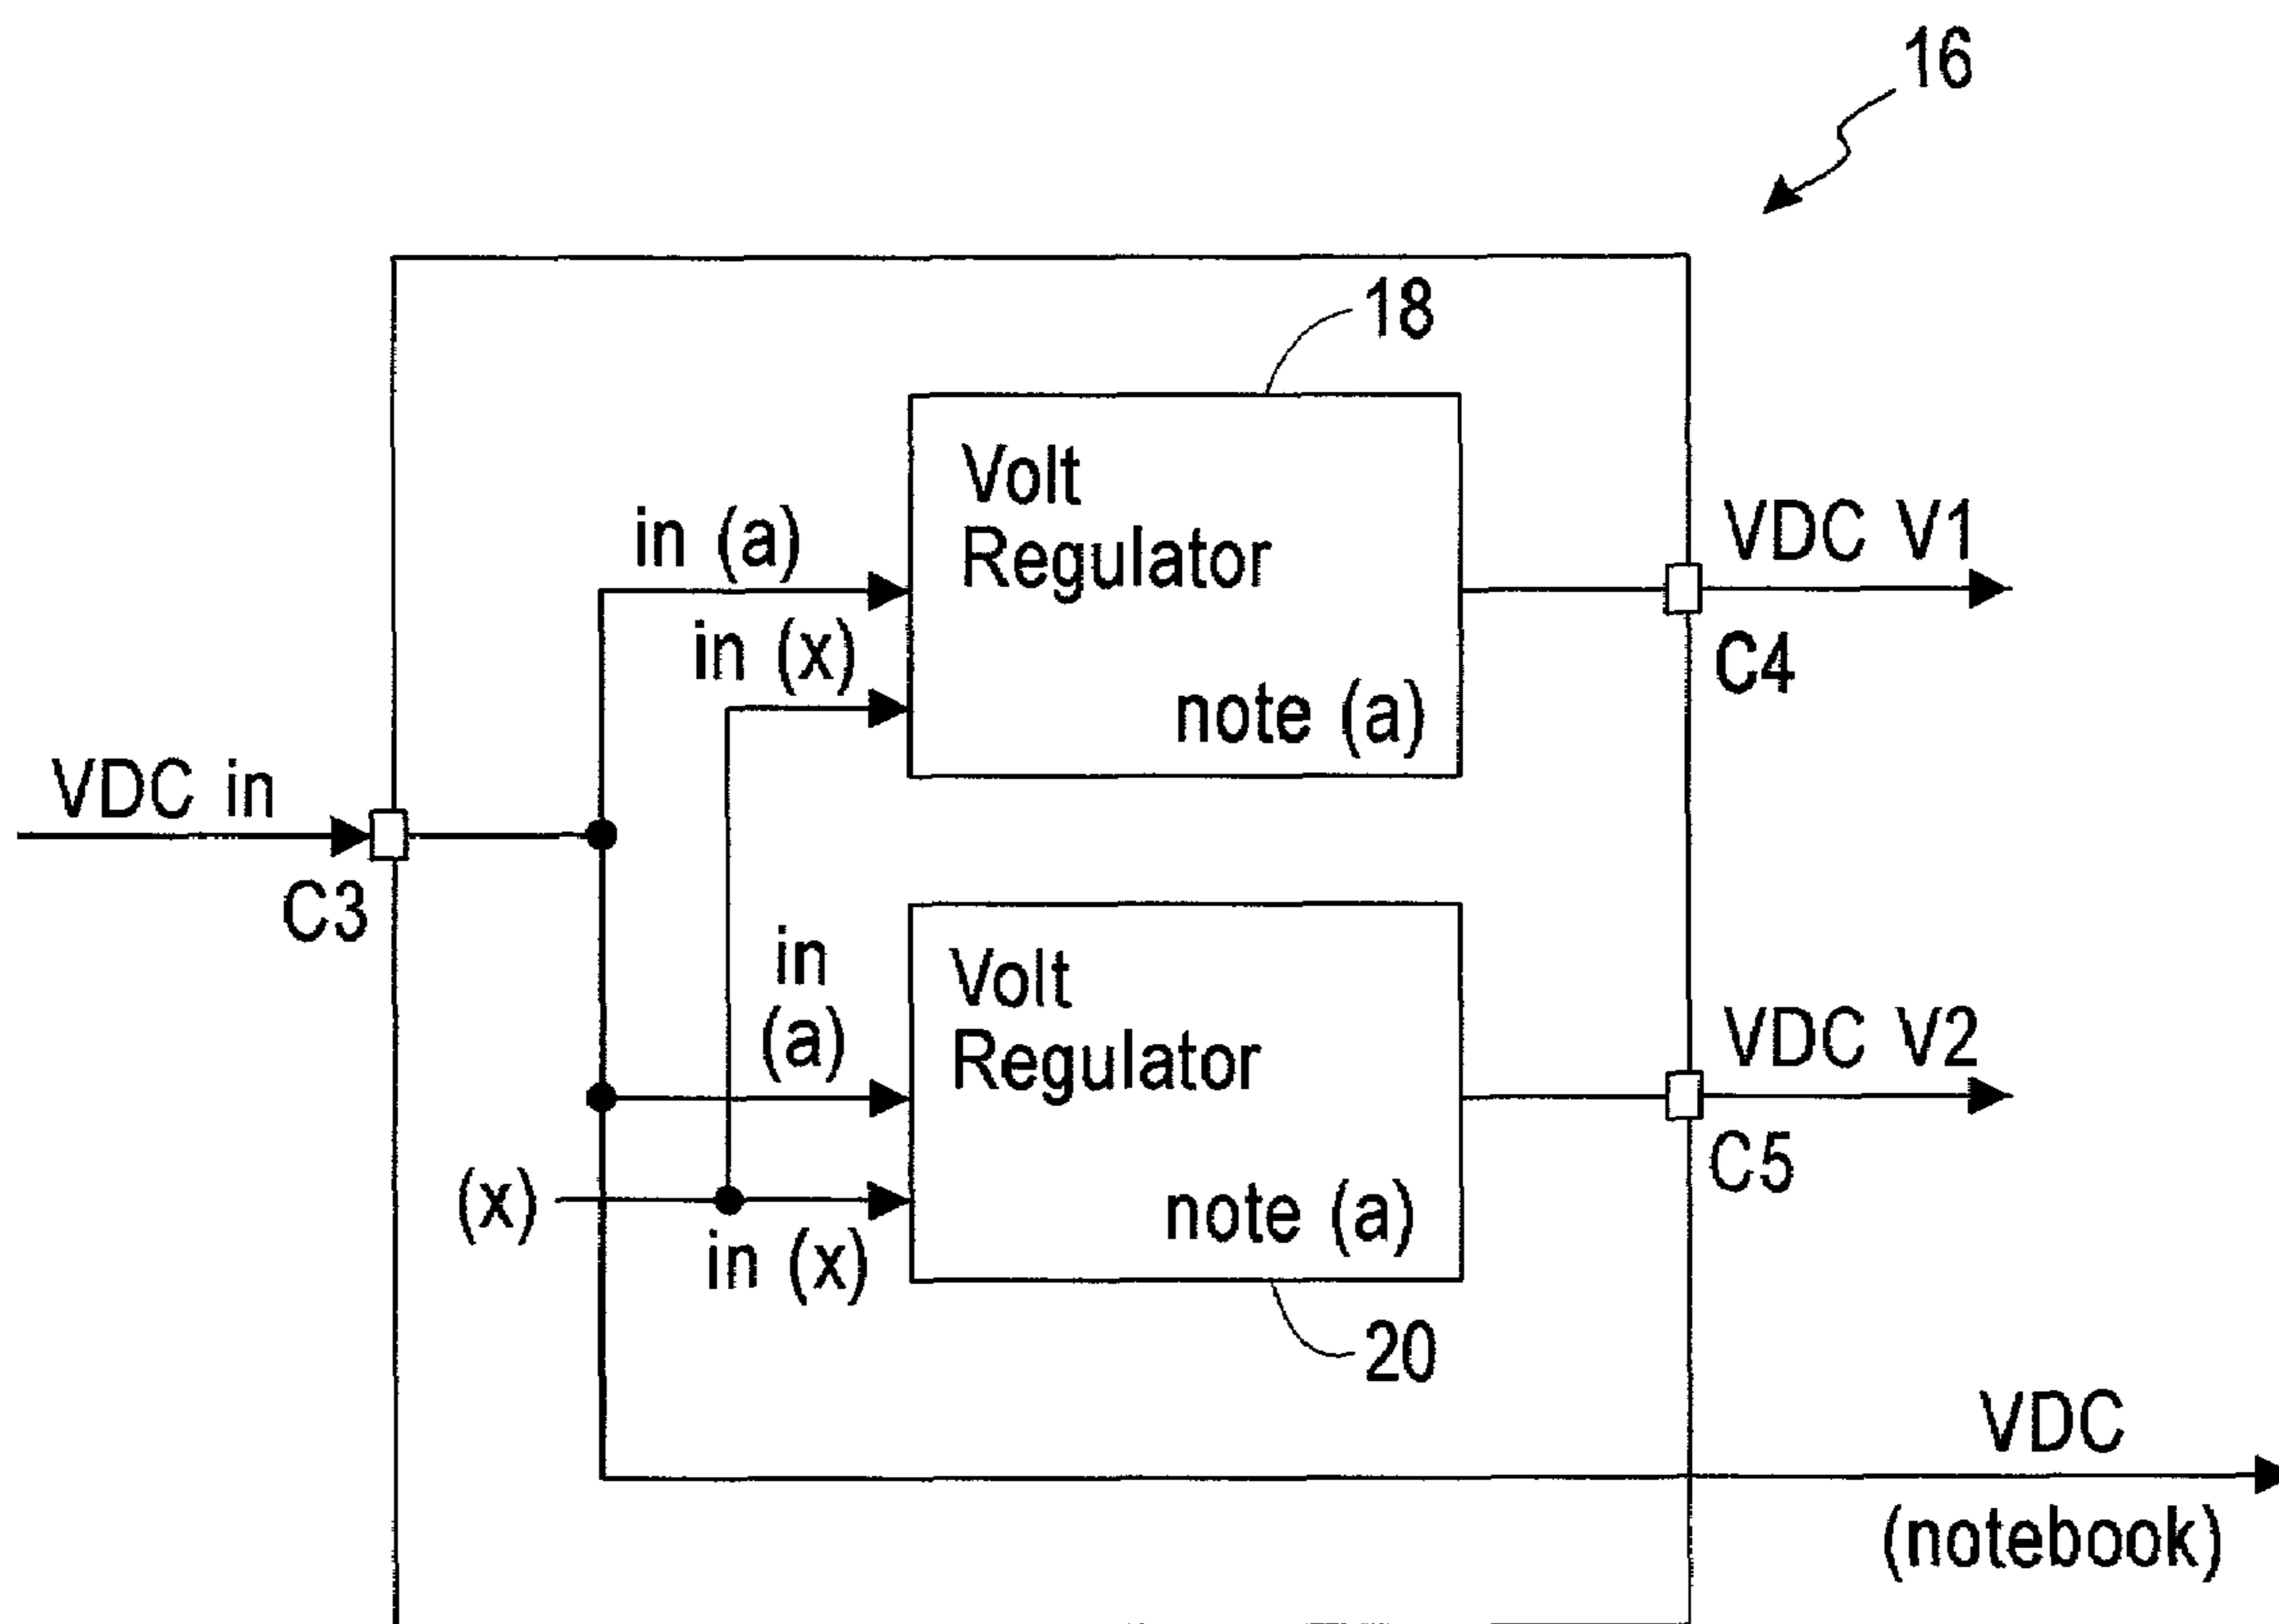 16
18
Volt
Regulator
in (a)
in (x)
note (a)
VDC V1
C4
VDC in
C3
in
(a)
Volt
Regulator
(x)
in (x)
note (a)
VDC V2
C5
20
VDC
(notebook)